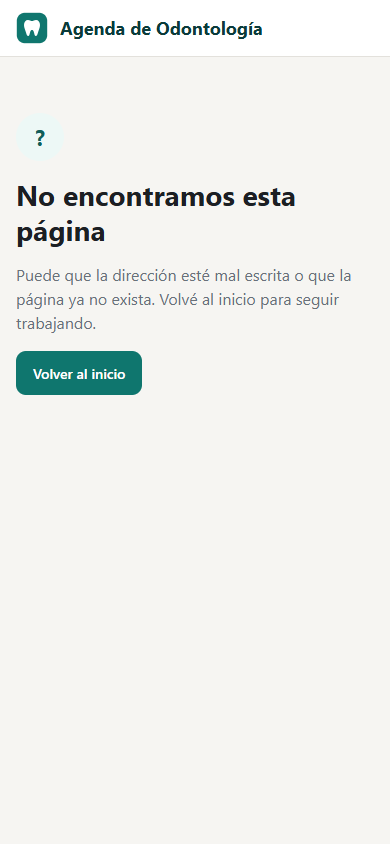 Agenda de Odontología
?
No encontramos esta
página
Puede que la dirección esté mal escrita o que la
página ya no exista. Volvé al inicio para seguir
trabajando.
Volver al inicio